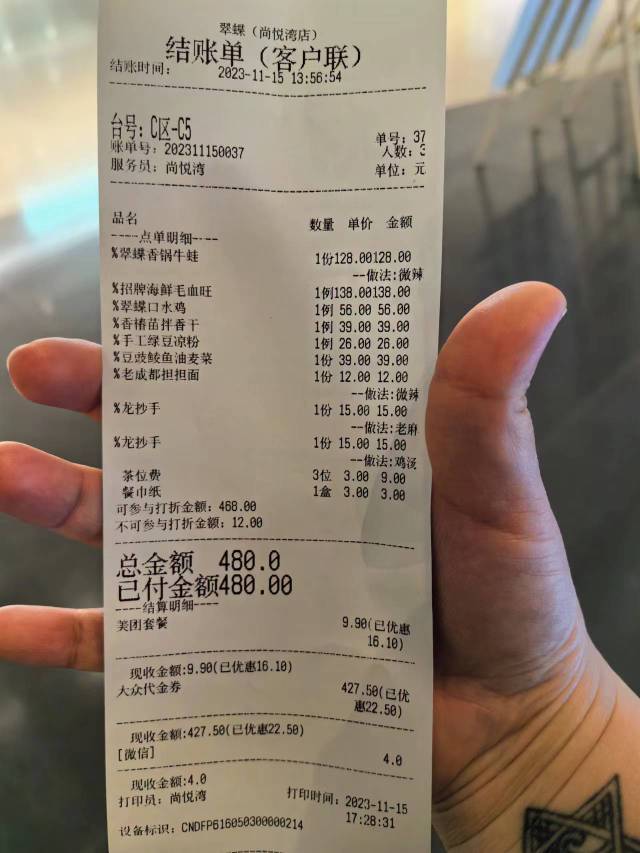 翠蝶（尚悦湾店）
结账单（客户联）
结账时间： 2023-11-15 13:56:54
台号：C区-C5
单号：37
账单号：202311150037
人数：3
服务员：尚悦湾
单位：元
品名 数量 单价 金额
----点单明细----
%翠蝶香锅牛蛙 1份128.00128.00
--做法:微辣
%招牌海鲜毛血旺 1例138.00138.00
%翠蝶口水鸡 1例 56.00 56.00
%香椿苗拌香干 1例 39.00 39.00
%手工绿豆凉粉 1例 26.00 26.00
%豆豉鲮鱼油麦菜 1份 39.00 39.00
%老成都担担面 1份 12.00 12.00
--做法:微辣
%龙抄手 1份 15.00 15.00
--做法:老麻
%龙抄手 1份 15.00 15.00
--做法:鸡汤
茶位费 3位 3.00 9.00
餐巾纸 1盒 3.00 3.00
可参与打折金额：468.00
不可参与打折金额：12.00
总金额 480.0
已付金额480.00
----结算明细----
美团套餐 9.90(已优惠
16.10)
现收金额:9.90(已优惠16.10)
大众代金券 427.50(已优
惠22.50)
现收金额:427.50(已优惠22.50)
[微信] 4.0
现收金额:4.0
打印员：尚悦湾 打印时间：2023-11-15
17:28:31
设备标识：CNDFP616050300000214